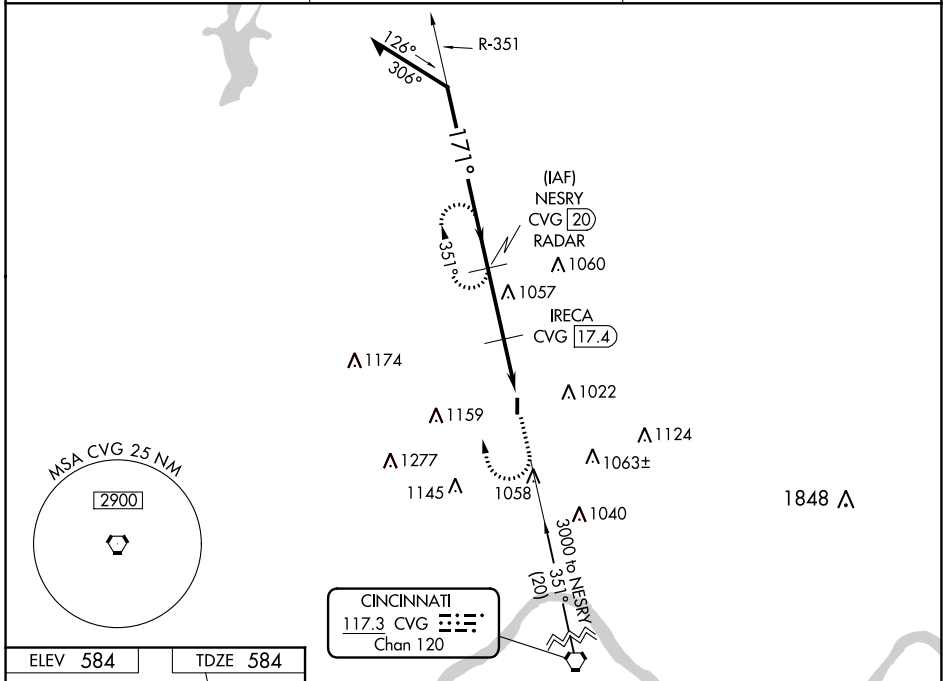 R-351
126°
306°
171°
(IAF)
NESRY
CVG 20
RADAR
351°
1060
1057
IRECA
CVG 17.4
1174
1022
1159
1124
1277
1063±
1145
1058
1848
1040
MSA CVG 25 NM
2900
3000 to NESRY
351°
(20)
CINCINNATI
117.3 CVG
Chan 120
ELEV 584
TDZE 584